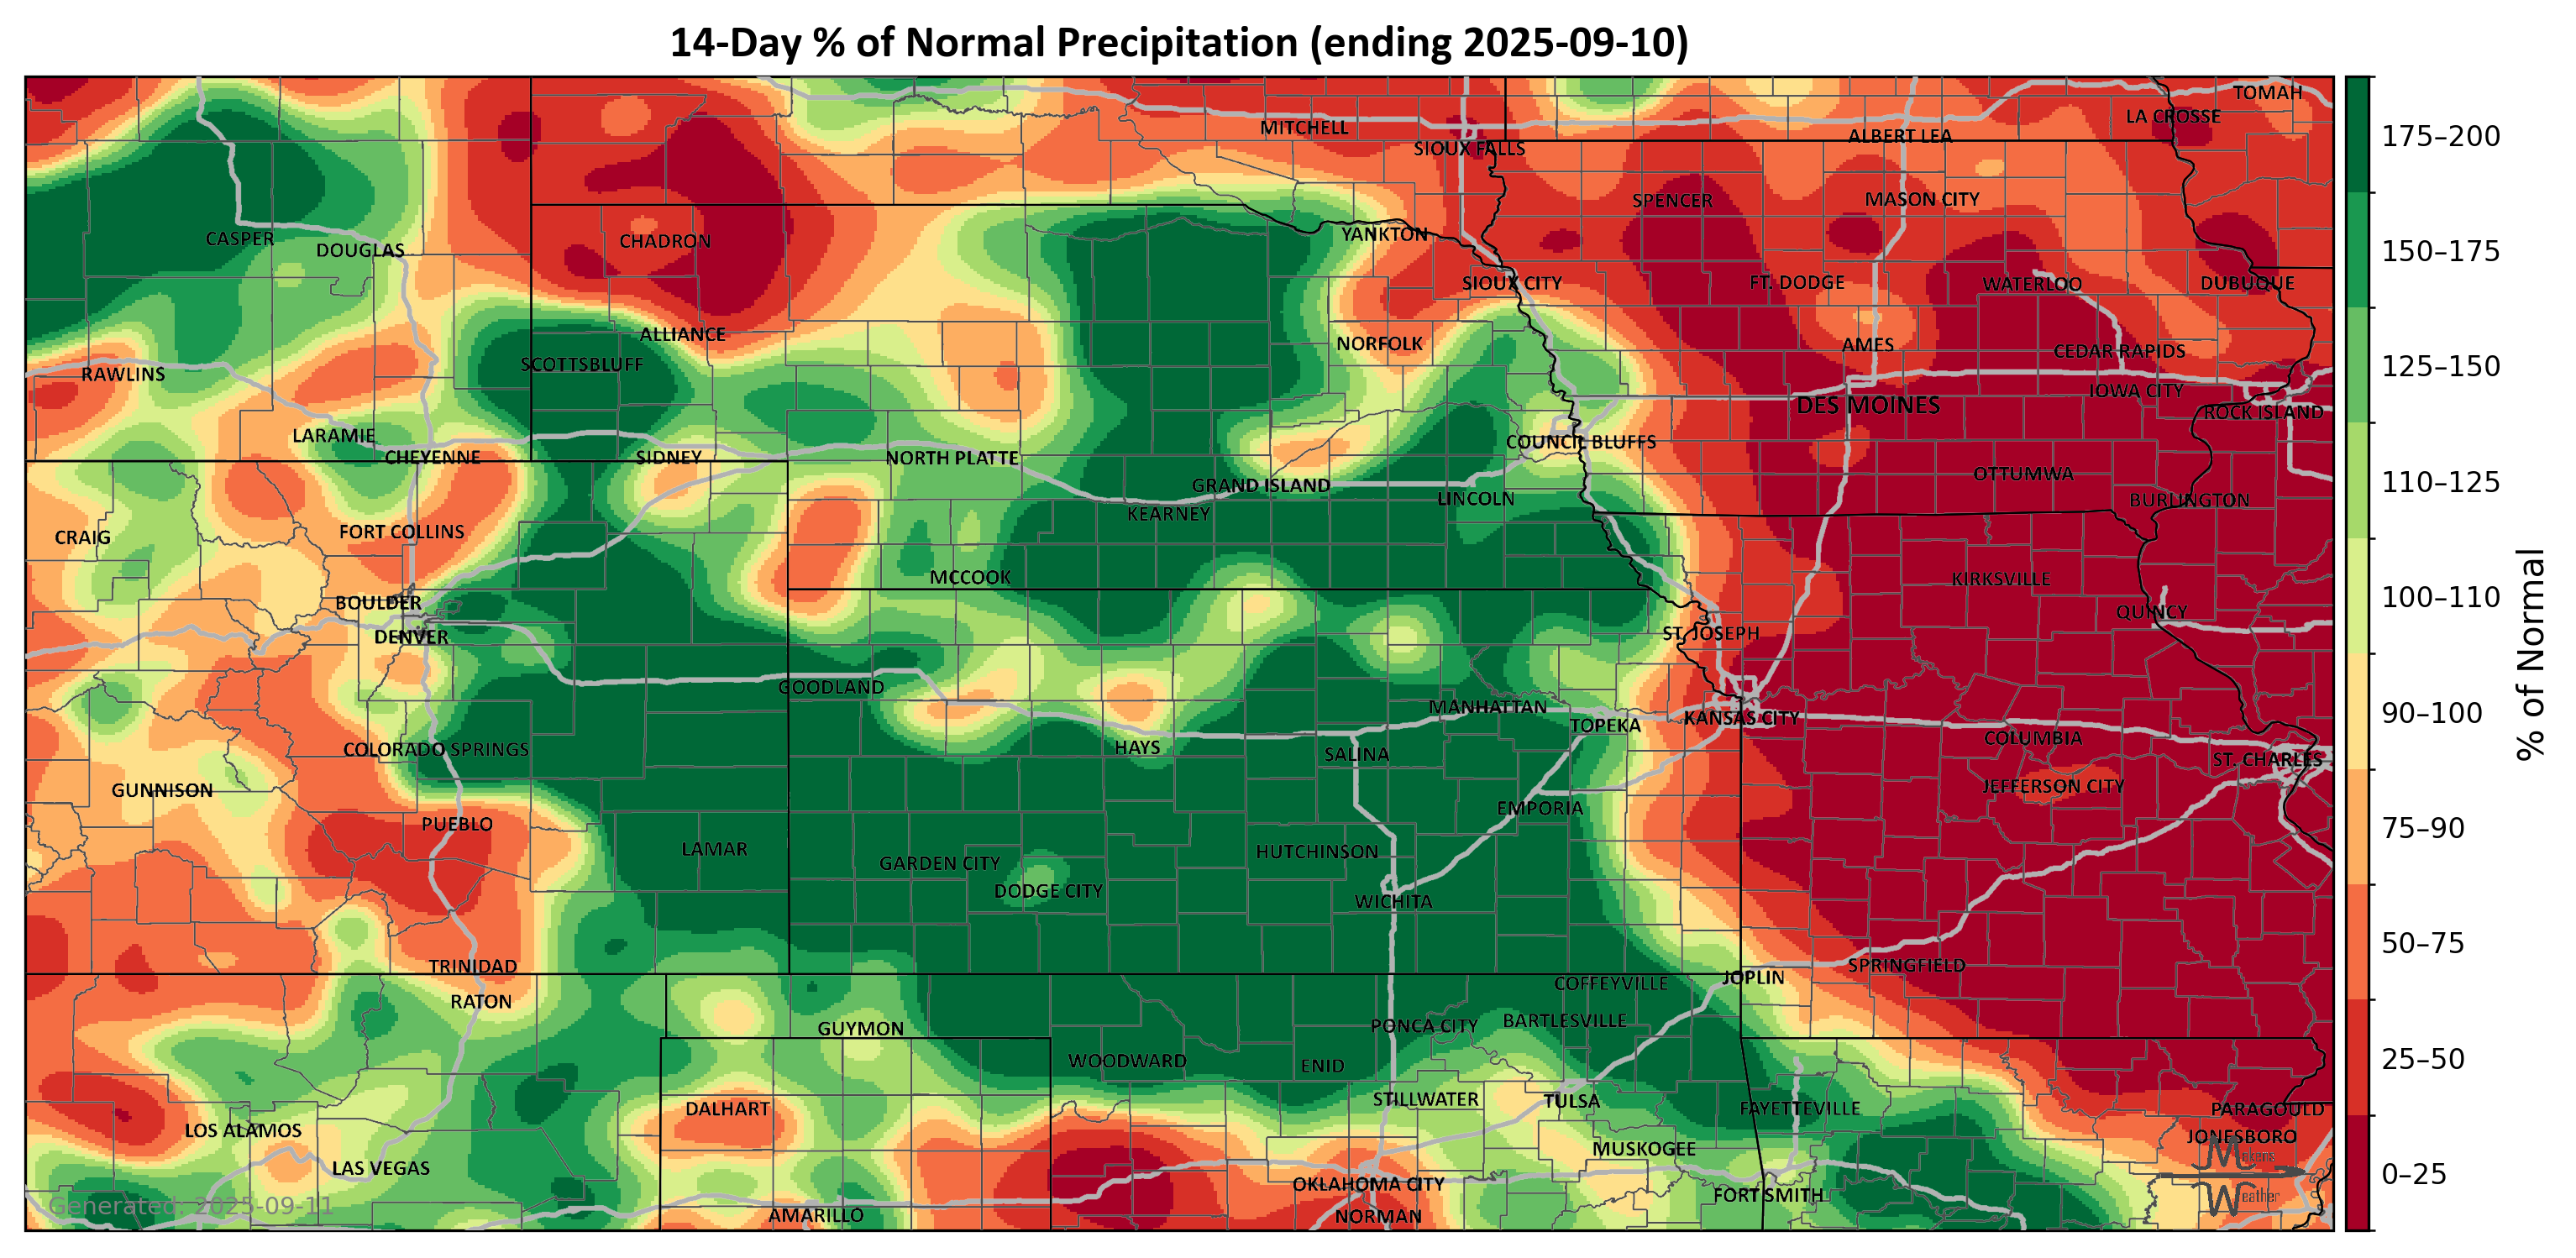 14-Day % of Normal Precipitation (ending 2025-09-10)
TOMAH
LA CROSSE
MITCHELL
ALBERT LEA
SIOUX FALLS
SPENCER
MASON CITY
CASPER
DOUGLAS
CHADRON
YANKTON
SIOUX CITY
FT. DODGE
WATERLOO
DUBUQUE
ALLIANCE
NORFOLK
AMES
CEDAR RAPIDS
SCOTTSBLUFF
RAWLINS
IOWA CITY
DES MOINES
ROCK ISLAND
LARAMIE
COUNCIL BLUFFS
CHEYENNE
SIDNEY
NORTH PLATTE
OTTUMWA
GRAND ISLAND
LINCOLN
BURLINGTON
KEARNEY
FORT COLLINS
CRAIG
MCCOOK
KIRKSVILLE
BOULDER
QUINCY
DENVER
ST. JOSEPH
GOODLAND
MANHATTAN
KANSAS CITY
TOPEKA
COLUMBIA
COLORADO SPRINGS
HAYS
SALINA
ST. CHARLES
GUNNISON
JEFFERSON CITY
EMPORIA
PUEBLO
LAMAR
HUTCHINSON
GARDEN CITY
DODGE CITY
WICHITA
TRINIDAD
SPRINGFIELD
JOPLIN
COFFEYVILLE
RATON
GUYMON
PONCA CITY
BARTLESVILLE
WOODWARD
ENID
STILLWATER
TULSA
DALHART
FAYETTEVILLE
PARAGOULD
LOS ALAMOS
JONESBORO
MUSKOGEE
LAS VEGAS
OKLAHOMA CITY
FORT SMITH
AMARILLO
NORMAN
Generated: 2025-09-11
Weather
175–200
150–175
125–150
110–125
100–110
90–100
75–90
50–75
25–50
0–25
% of Normal